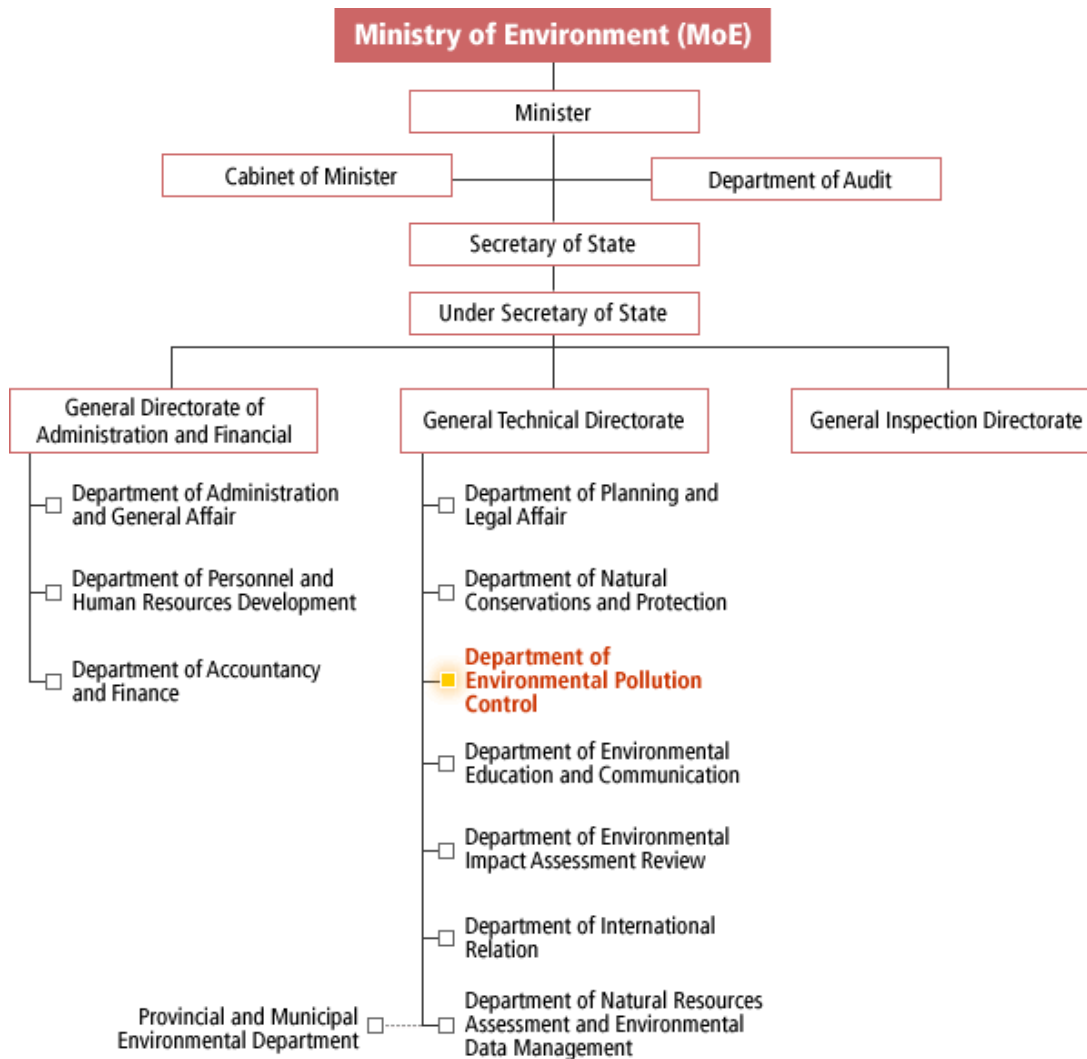 Ministry of Environment (MoE)
Minister
Cabinet of Minister
Department of Audit
Secretary of State
Under Secretary of State
General Directorate of
Administration and Financial
General Technical Directorate
General Inspection Directorate
Department of Administration
and General Affair
Department of Personnel and
Human Resources Development
Department of Accountancy
and Finance
Department of Planning and
Legal Affair
Department of Natural
Conservations and Protection
Department of
Environmental Pollution
Control
Department of Environmental
Education and Communication
Department of Environmental
Impact Assessment Review
Department of International
Relation
Department of Natural Resources
Assessment and Environmental
Data Management
Provincial and Municipal
Environmental Department